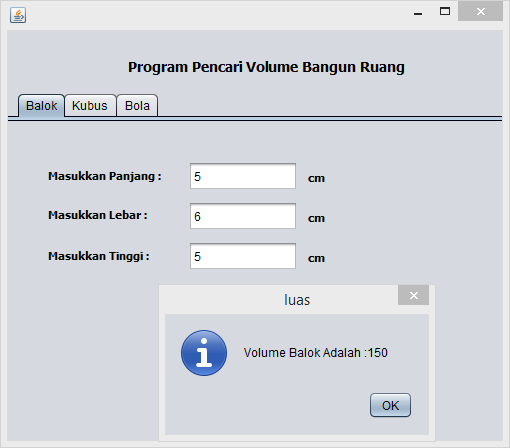 Program Pencari Volume Bangun Ruang
Balok Kubus Bola
Masukkan Panjang : 5 cm
Masukkan Lebar : 6 cm
Masukkan Tinggi : 5 cm
luas
Volume Balok Adalah :150
OK